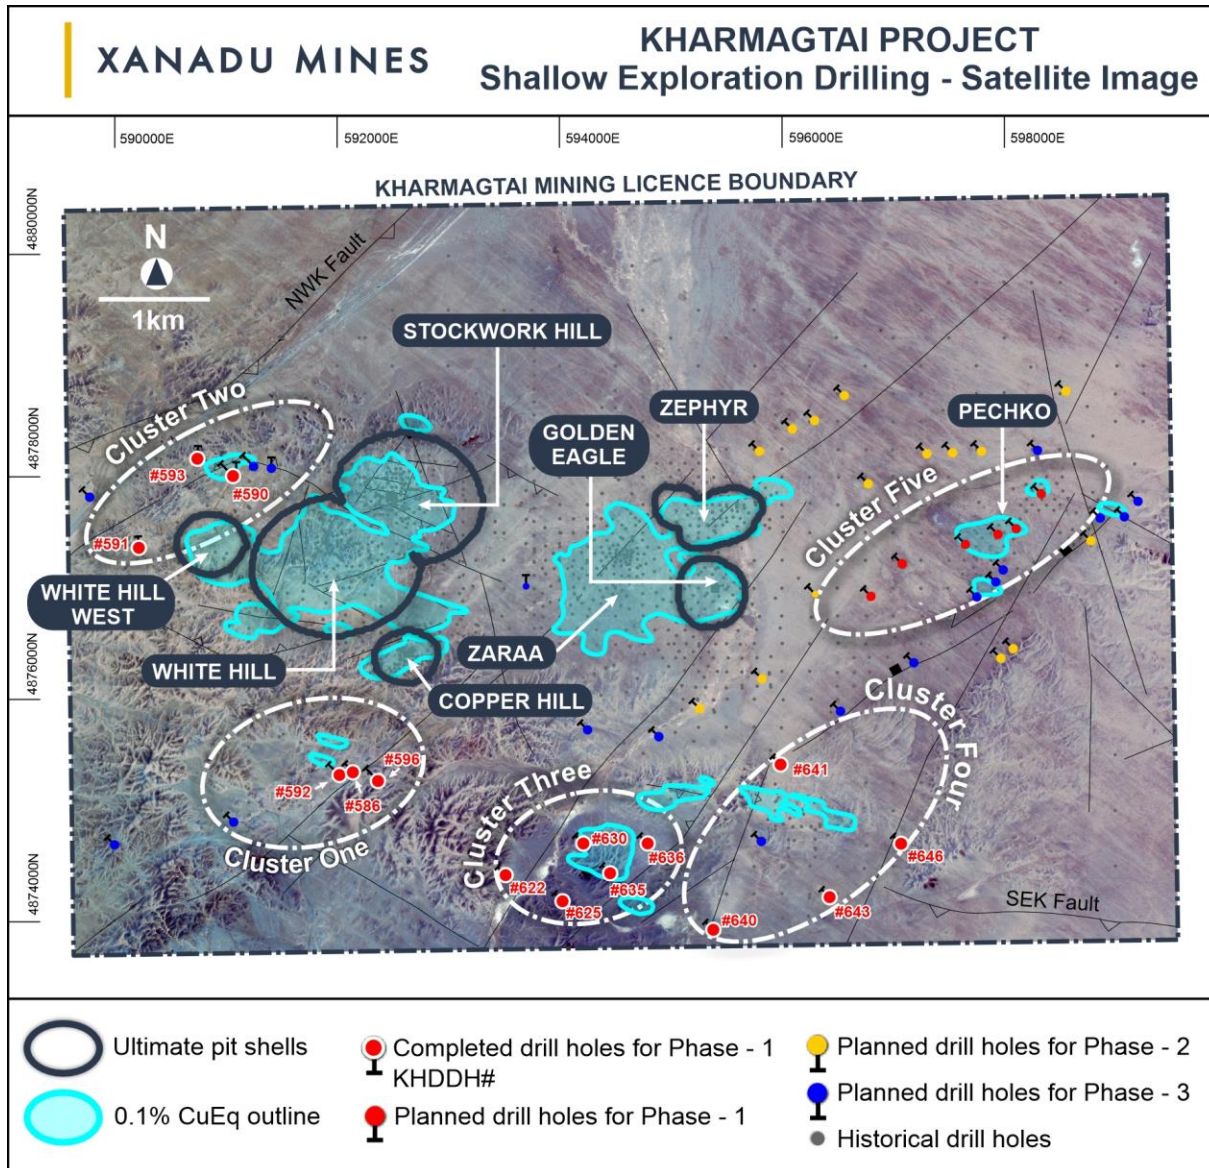 XANADU MINES
KHARMAGTAI PROJECT
Shallow Exploration Drilling - Satellite Image
590000E
592000E
594000E
596000E
598000E
KHARMAGTAI MINING LICENCE BOUNDARY
4880000N
4878000N
4876000N
4874000N
N
1km
NWK Fault
STOCKWORK HILL
Cluster Two
ZEPHYR
PECHKO
GOLDEN
EAGLE
#593
#590
#591
Cluster Five
WHITE HILL
WEST
WHITE HILL
ZARAA
COPPER HILL
Cluster Four
#596
#592
#586
Cluster One
Cluster Three
#641
#630
#636
#646
#622
#635
#625
#640
#643
SEK Fault
Ultimate pit shells
0.1% CuEq outline
Completed drill holes for Phase - 1
KHDDH#
Planned drill holes for Phase - 1
Planned drill holes for Phase - 2
Planned drill holes for Phase - 3
Historical drill holes